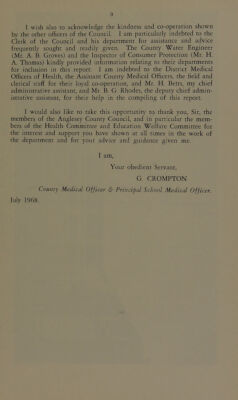 8
I wish also to acknowledge the kindness and co-operation shown
by the other officers of the Council. I am particularly indebted to the
Clerk of the Council and his department for assistance and advice
frequently sought and readily given. The County Water Engineer
(Mr. A. B. Groves) and the Inspector of Consumer Protection (Mr. H.
A. Thomas) kindly provided information relating to their departments
for inclusion in this report. I am indebted to the District Medical
Officers of Health, the Assistant County Medical Officers, the field and
clerical staff for their loyal co-operation, and Mr. H. Betts, my chief
administrative assistant, and Mr. B. G. Rhodes, the deputy chief admin-
istrative assistant, for their help in the compiling of this report.
I would also like to take this opportunity to thank you, Sir, the
members of the Anglesey County Council, and in particular the mem-
bers of the Health Committee and Education Welfare Committee for
the interest and support you have shown at all times in the work of
the department and for your advice and guidance given me.
I am,
Your obedient Servant,
G. CROMPTON
County Medical Officer & Principal School Medical Officer.
July 1968.